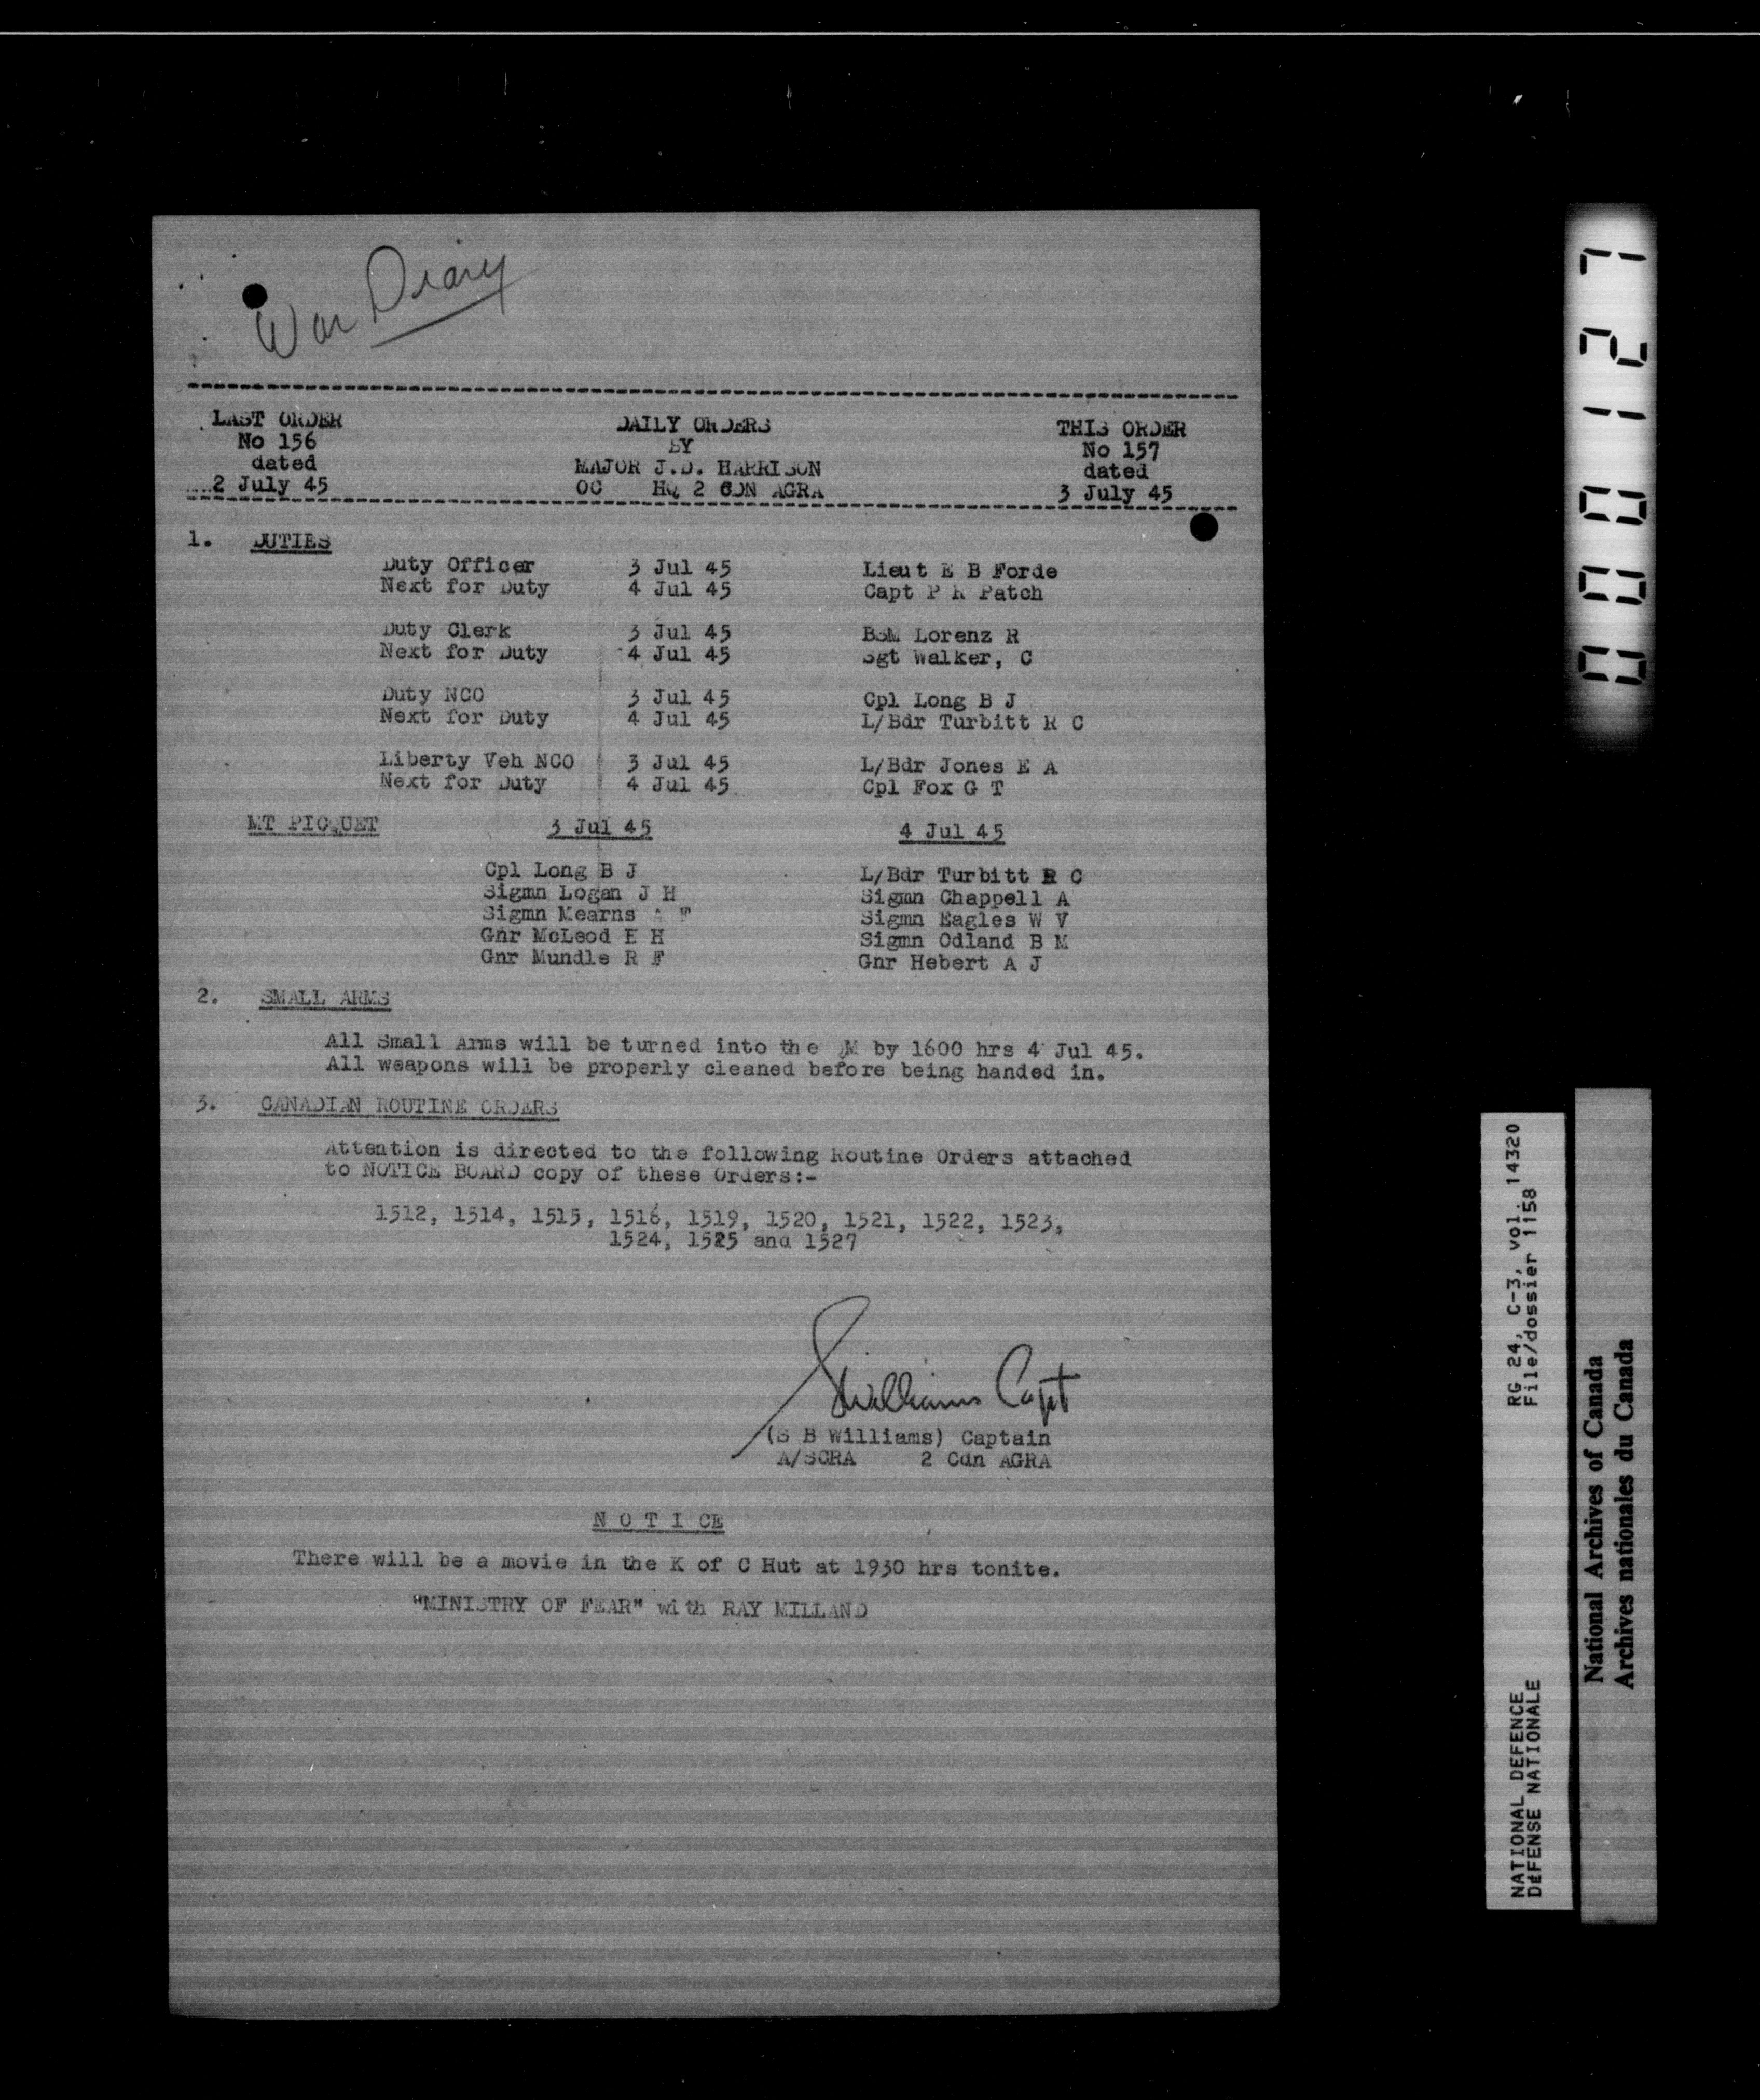 War Diary
LAST ORDER DAILY ORDERS THIS ORDER
No 156 BY No 157
dated MAJOR J.D. HARRISON dated
2 July 45 OC HQ 2 CDN AGRA 3 July 45
1. DUTIES
Duty Officer 3 Jul 45 Lieut E B Forde
Next for Duty 4 Jul 45 Capt P R Patch
Duty Clerk 3 Jul 45 BSM Lorenz R
Next for Duty 4 Jul 45 Sgt Walker, C
Duty NCO 3 Jul 45 Cpl Long B J
Next for Duty 4 Jul 45 L/Bdr Turbitt R C
Liberty Veh NCO 3 Jul 45 L/Bdr Jones E A
Next for Duty 4 Jul 45 Cpl Fox G T
MT PICQUET 3 Jul 45 4 Jul 45
Cpl Long B J L/Bdr Turbitt R C
Sigmn Logan J H Sigmn Chappell A
Sigmn Mearns A F Sigmn Eagles W V
Gnr McLeod E H Sigmn Odland B M
Gnr Mundle R F Gnr Hebert A J
2. SMALL ARMS
All Small Arms will be turned into the QM by 1600 hrs 4 Jul 45.
All weapons will be properly cleaned before being handed in.
3. CANADIAN ROUTINE ORDERS
Attention is directed to the following Routine Orders attached
to NOTICE BOARD copy of these Orders:-
1512, 1514, 1515, 1516, 1519, 1520, 1521, 1522, 1523,
1524, 1525 and 1527
SWilliams Capt
(S B Williams) Captain
A/SCRA 2 Cdn AGRA
N O T I CE
There will be a movie in the K of C Hut at 1930 hrs tonite.
"MINISTRY OF FEAR" with RAY MILLAND
000127
NATIONAL DEFENCE RG 24, C-3, vol. 14320
DÉFENSE NATIONALE File/dossier 1158
National Archives of Canada
Archives nationales du Canada